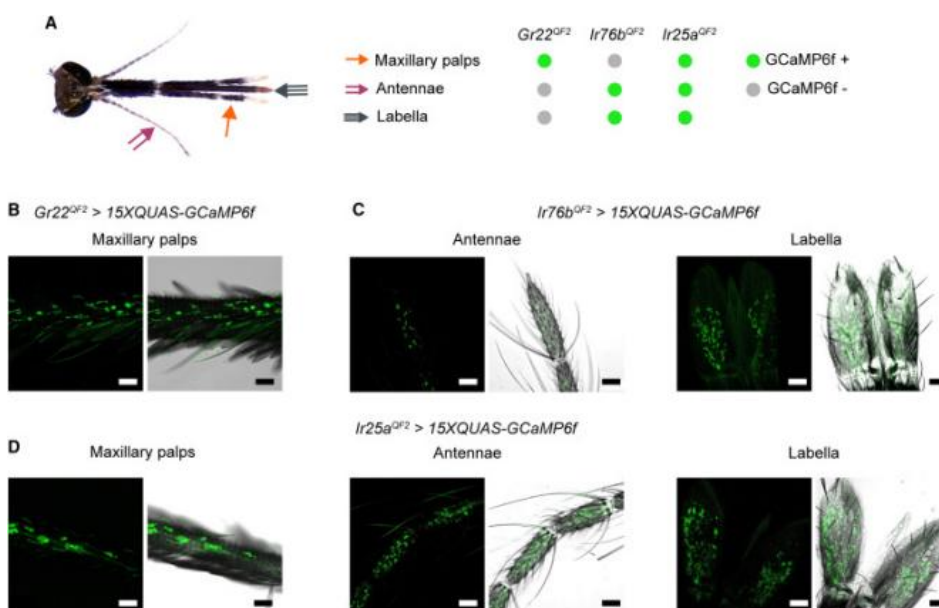 A
Gr22QF2 Ir76bQF2 Ir25aQF2
Maxillary palps GCaMP6f +
Antennae GCaMP6f -
Labella
B Gr22QF2 > 15XQUAS-GCaMP6f
Maxillary palps
C Ir76bQF2 > 15XQUAS-GCaMP6f
Antennae Labella
D Ir25aQF2 > 15XQUAS-GCaMP6f
Maxillary palps Antennae Labella